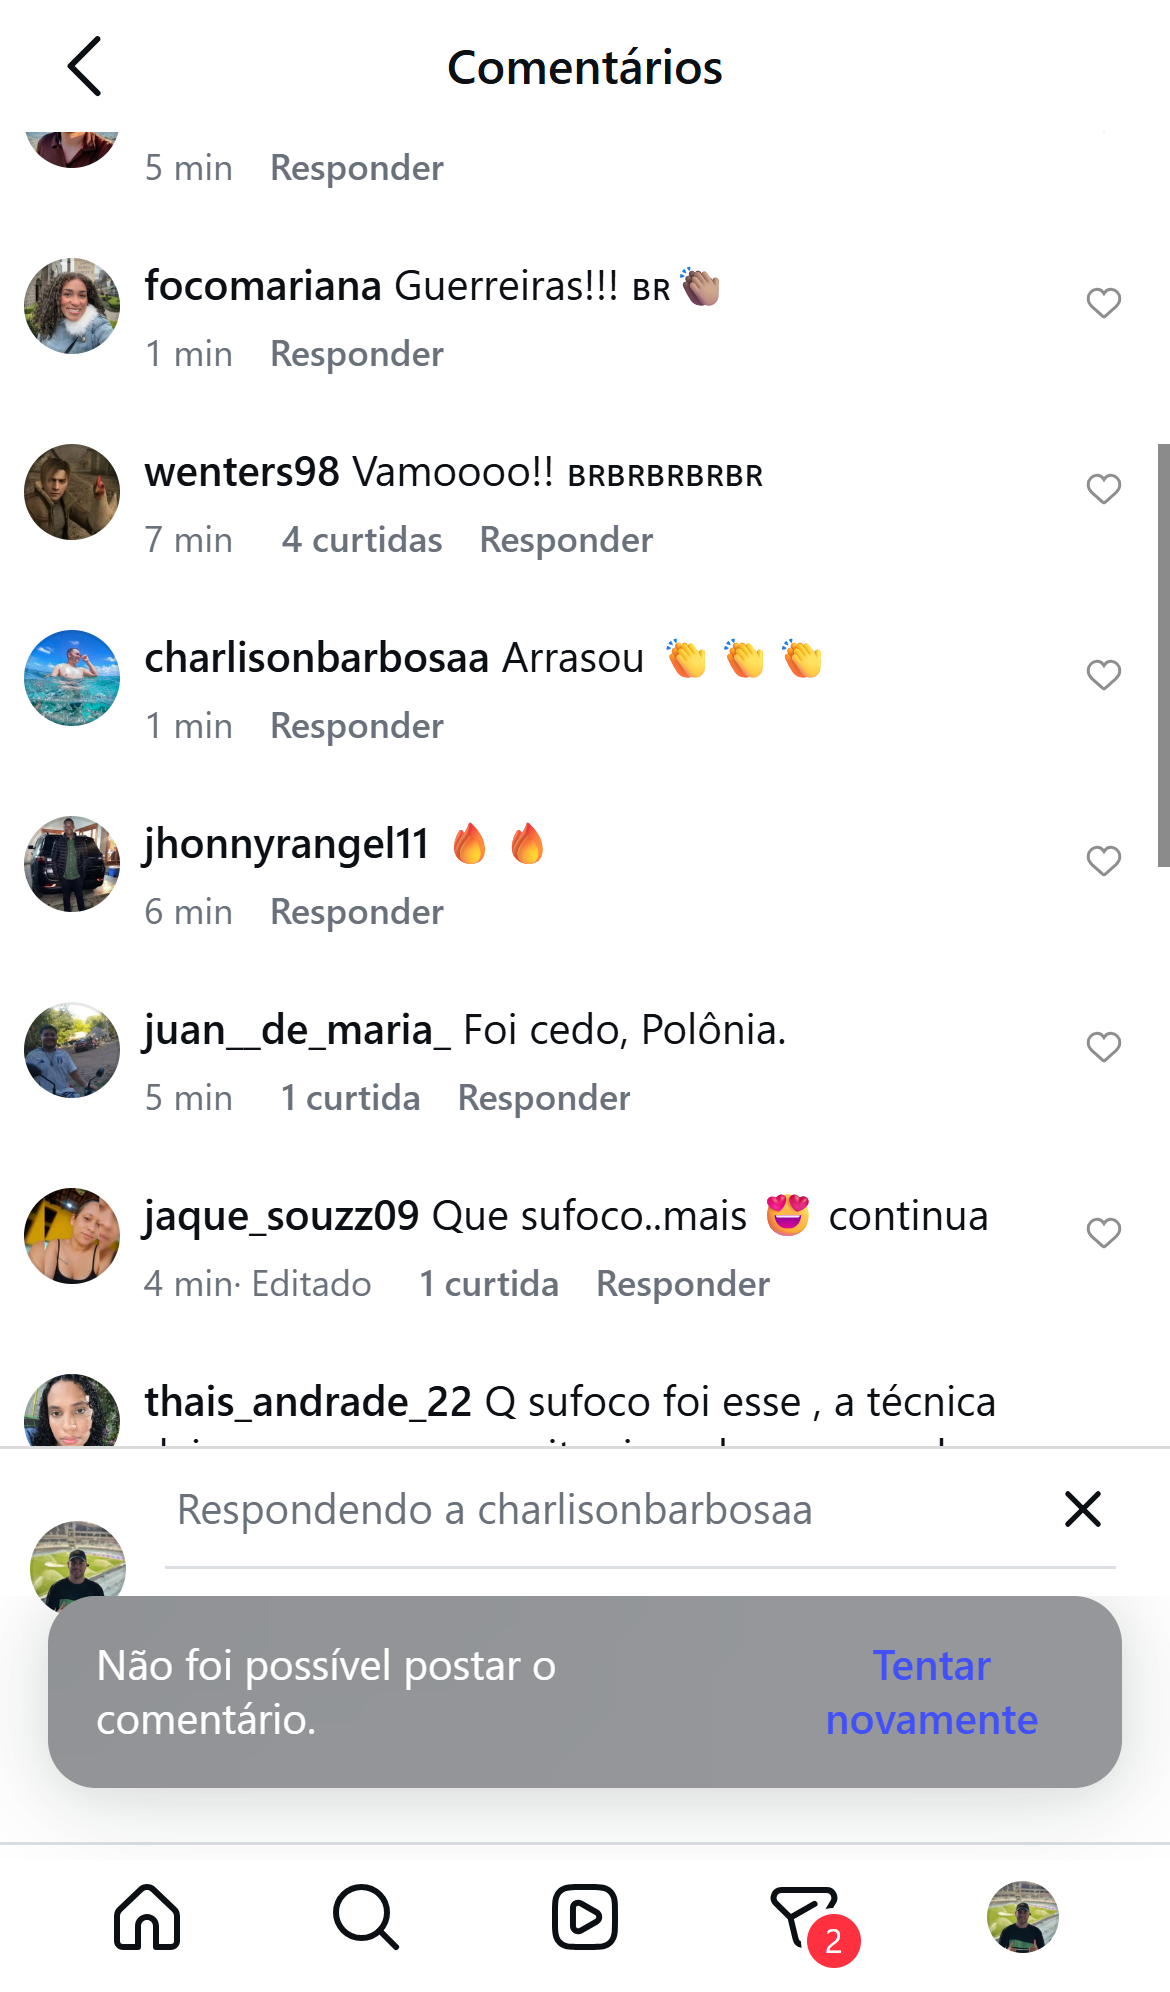 Comentários
5 min Responder
focomariana Guerreiras!!! BR👏🏽
1 min Responder
wenters98 Vamoooo!! BRBRBRBRBR
7 min 4 curtidas Responder
charlisonbarbosaa Arrasou 👏 👏 👏
1 min Responder
jhonnyrangel11 🔥 🔥
6 min Responder
juan__de_maria_ Foi cedo, Polônia.
5 min 1 curtida Responder
jaque_souzz09 Que sufoco..mais 😍 continua
4 min· Editado 1 curtida Responder
thais_andrade_22 Q sufoco foi esse , a técnica
Respondendo a charlisonbarbosaa
Não foi possível postar o
comentário.
Tentar
novamente
2